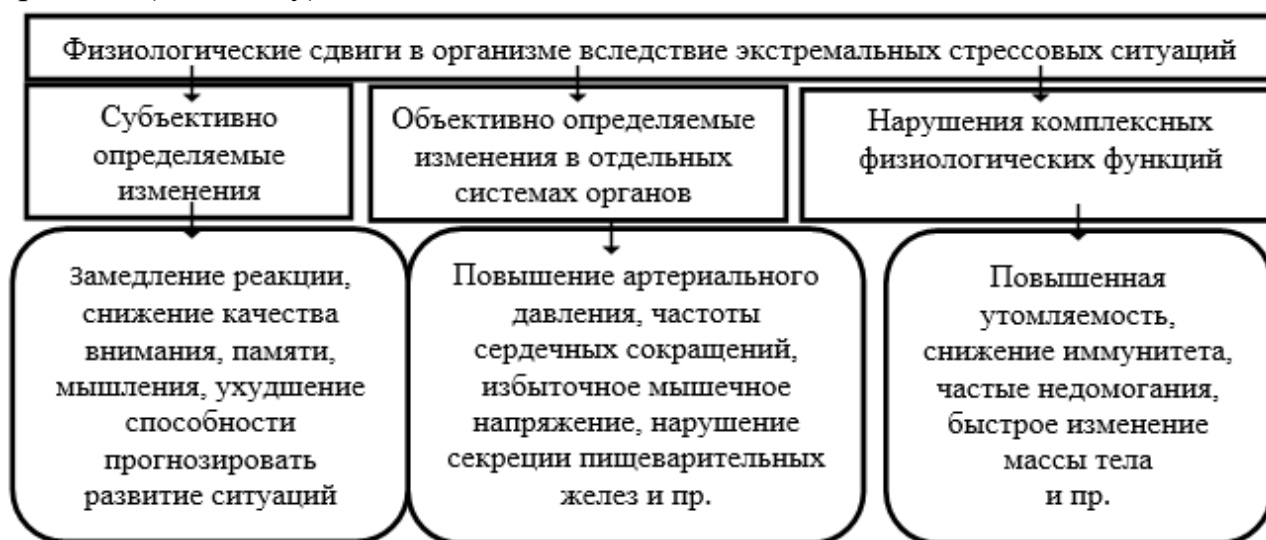 Физиологические сдвиги в организме вследствие экстремальных стрессовых ситуаций
Субъективно
определяемые
изменения
Объективно определяемые
изменения в отдельных
системах органов
Нарушения комплексных
физиологических функций
Замедление реакции,
снижение качества
внимания, памяти,
мышления, ухудшение
способности
прогнозировать
развитие ситуаций
Повышение артериального
давления, частоты
сердечных сокращений,
избыточное мышечное
напряжение, нарушение
секреции пищеварительных
желез и пр.
Повышенная
утомляемость,
снижение иммунитета,
частые недомогания,
быстрое изменение
массы тела
и пр.